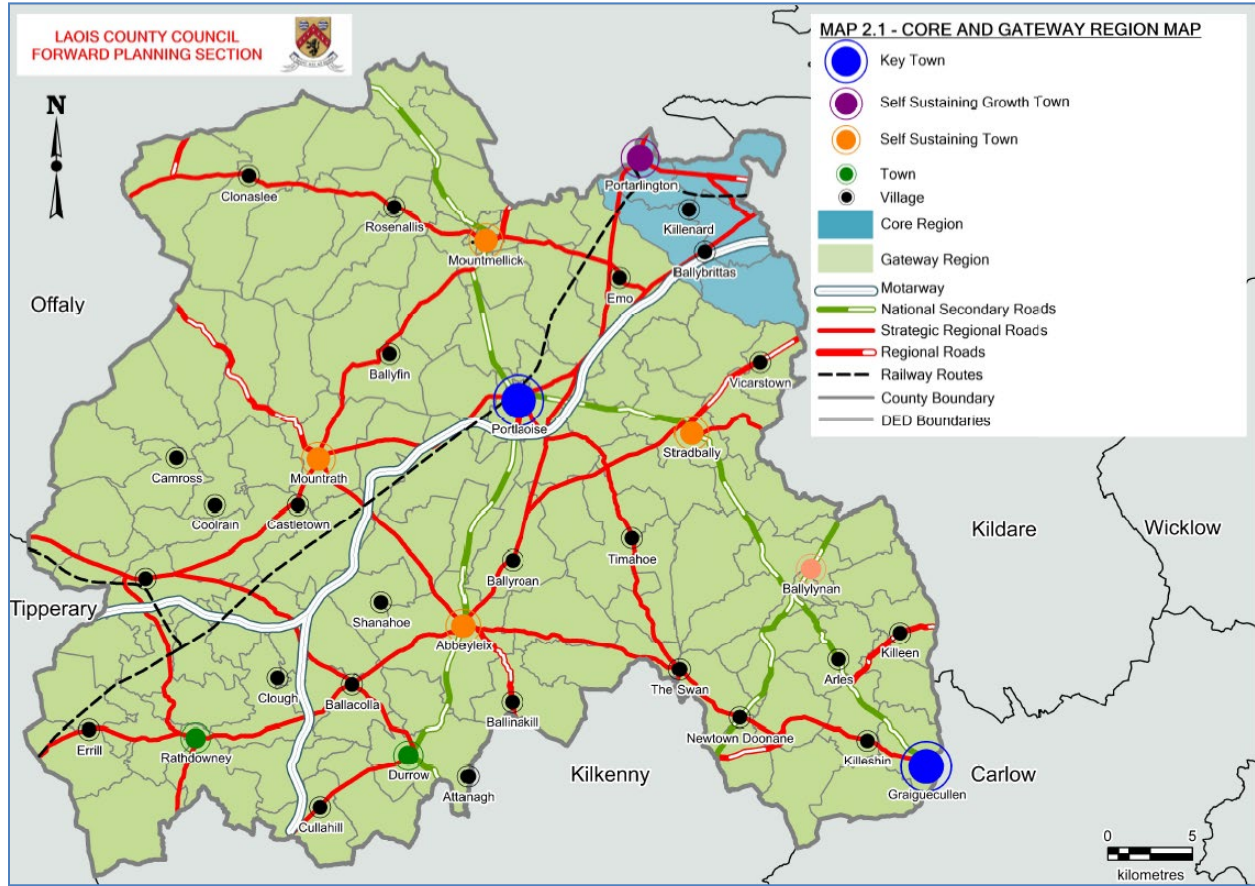 LAOIS COUNTY COUNCIL
FORWARD PLANNING SECTION
MAP 2.1 - CORE AND GATEWAY REGION MAP
Key Town
Self Sustaining Growth Town
Self Sustaining Town
Town
Village
Core Region
Gateway Region
Motarway
National Secondary Roads
Strategic Regional Roads
Regional Roads
Railway Routes
County Boundary
DED Boundaries
N
Portarlington
Clonaslee
Rosenallis
Killenard
Mountmellick
Ballybrittas
Emo
Offaly
Ballyfin
Vicarstown
Portlaoise
Stradbally
Camross
Mountrath
Coolrain
Castletown
Kildare
Wicklow
Timahoe
Ballyroan
Ballylynan
Tipperary
Shanahoe
Abbeyleix
Killeen
Arles
The Swan
Clough
Ballacolla
Ballinakill
Newtown Doonane
Errill
Rathdowney
Killeshin
Durrow
Kilkenny
Carlow
Attanagh
Graiguecullen
Cullahill
0 5
kilometres